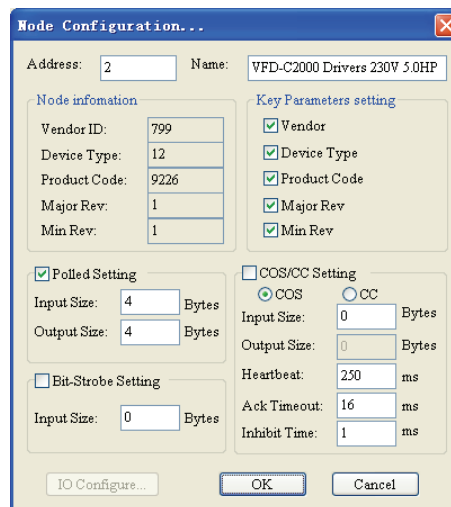 Node Configuration...
Address: 2 Name: VFD-C2000 Drivers 230V 5.0HP
Node infomation
Vendor ID: 799
Device Type: 12
Product Code: 9226
Major Rev: 1
Min Rev: 1
Key Parameters setting
Vendor
Device Type
Product Code
Major Rev
Min Rev
Polled Setting
Input Size: 4 Bytes
Output Size: 4 Bytes
Bit-Strobe Setting
Input Size: 0 Bytes
COS/CC Setting
COS CC
Input Size: 0 Bytes
Output Size: 0 Bytes
Heartbeat: 250 ms
Ack Timeout: 16 ms
Inhibit Time: 1 ms
IO Configure... OK Cancel